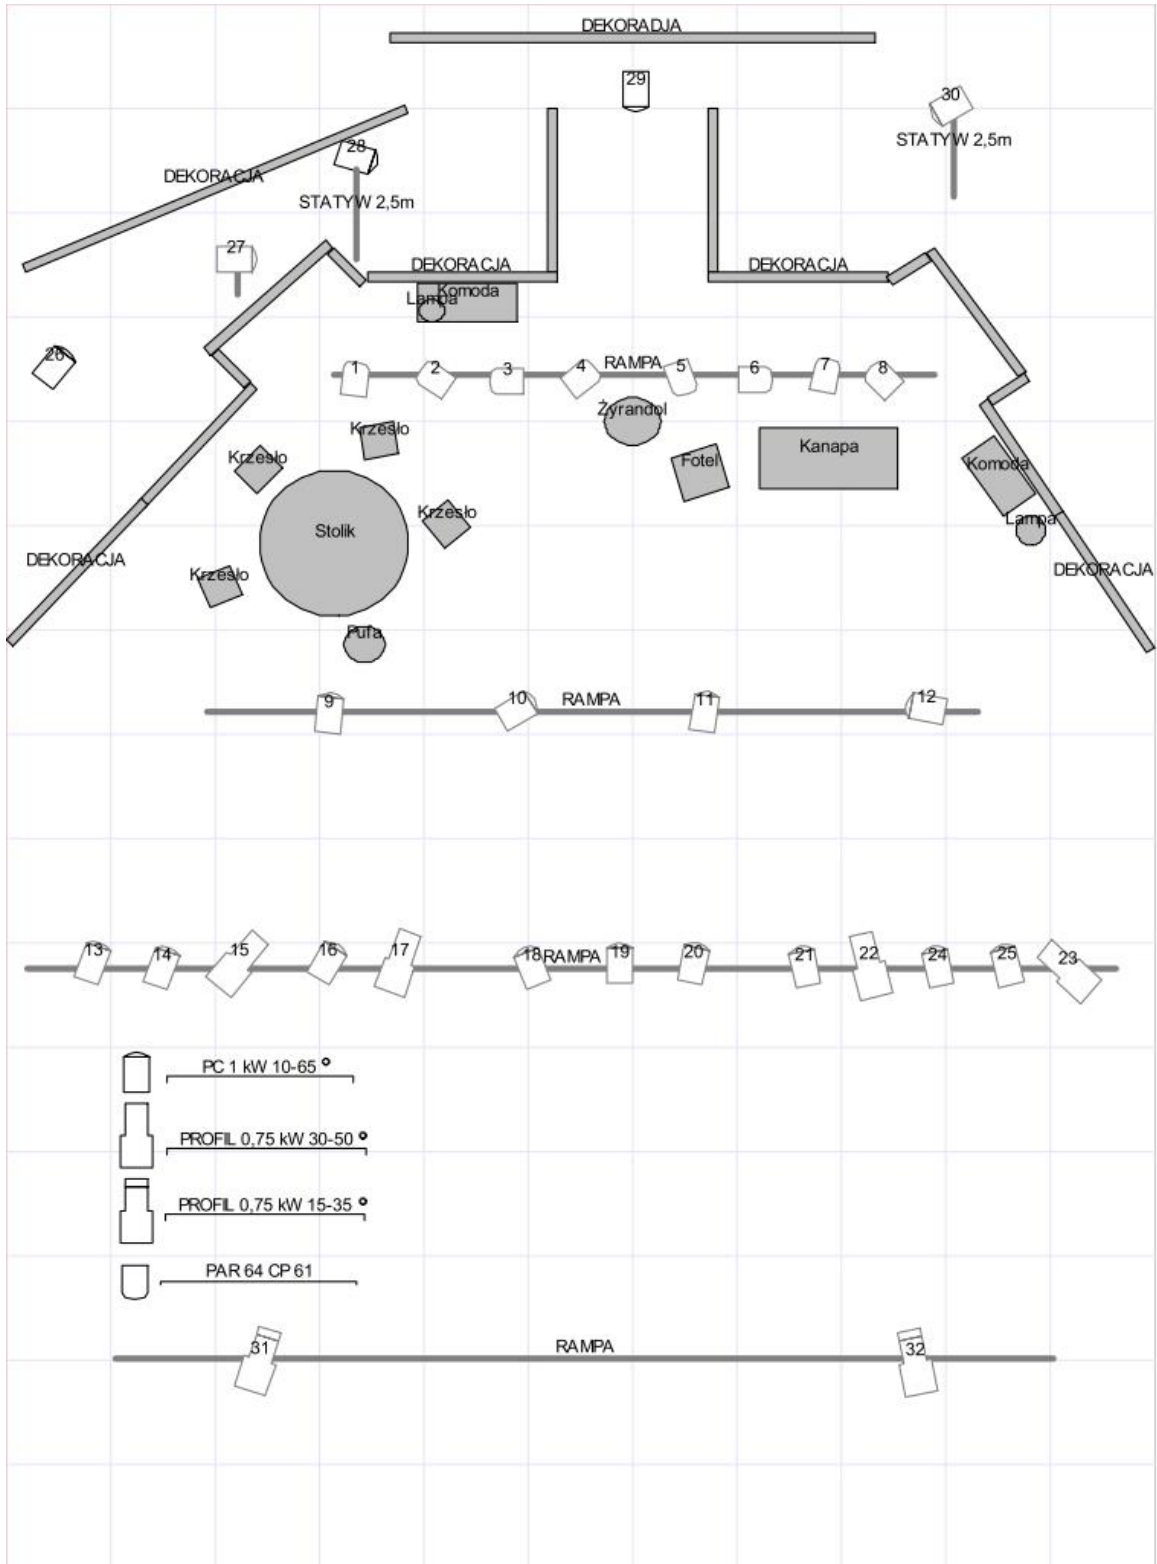 DEKORADJA
29
30
STATYW 2,5m
28
DEKORACJA
STATYW 2,5m
27
DEKORACJA
DEKORACJA
Komoda
Lampa
26
RAMPA
1
2
3
4
5
6
7
8
Żyrandol
Krzesło
Krzesło
Fotel
Kanapa
Komoda
Krzesło
Lampa
Stolik
DEKORACJA
Krzesło
DEKORACJA
Pufa
9
10
RAMPA
11
12
13
14
15
16
17
18
RAMPA
19
20
21
22
24
25
23
PC 1 kW 10-65 °
PROFIL 0,75 kW 30-50 °
PROFIL 0,75 kW 15-35 °
PAR 64 CP 61
31
RAMPA
32